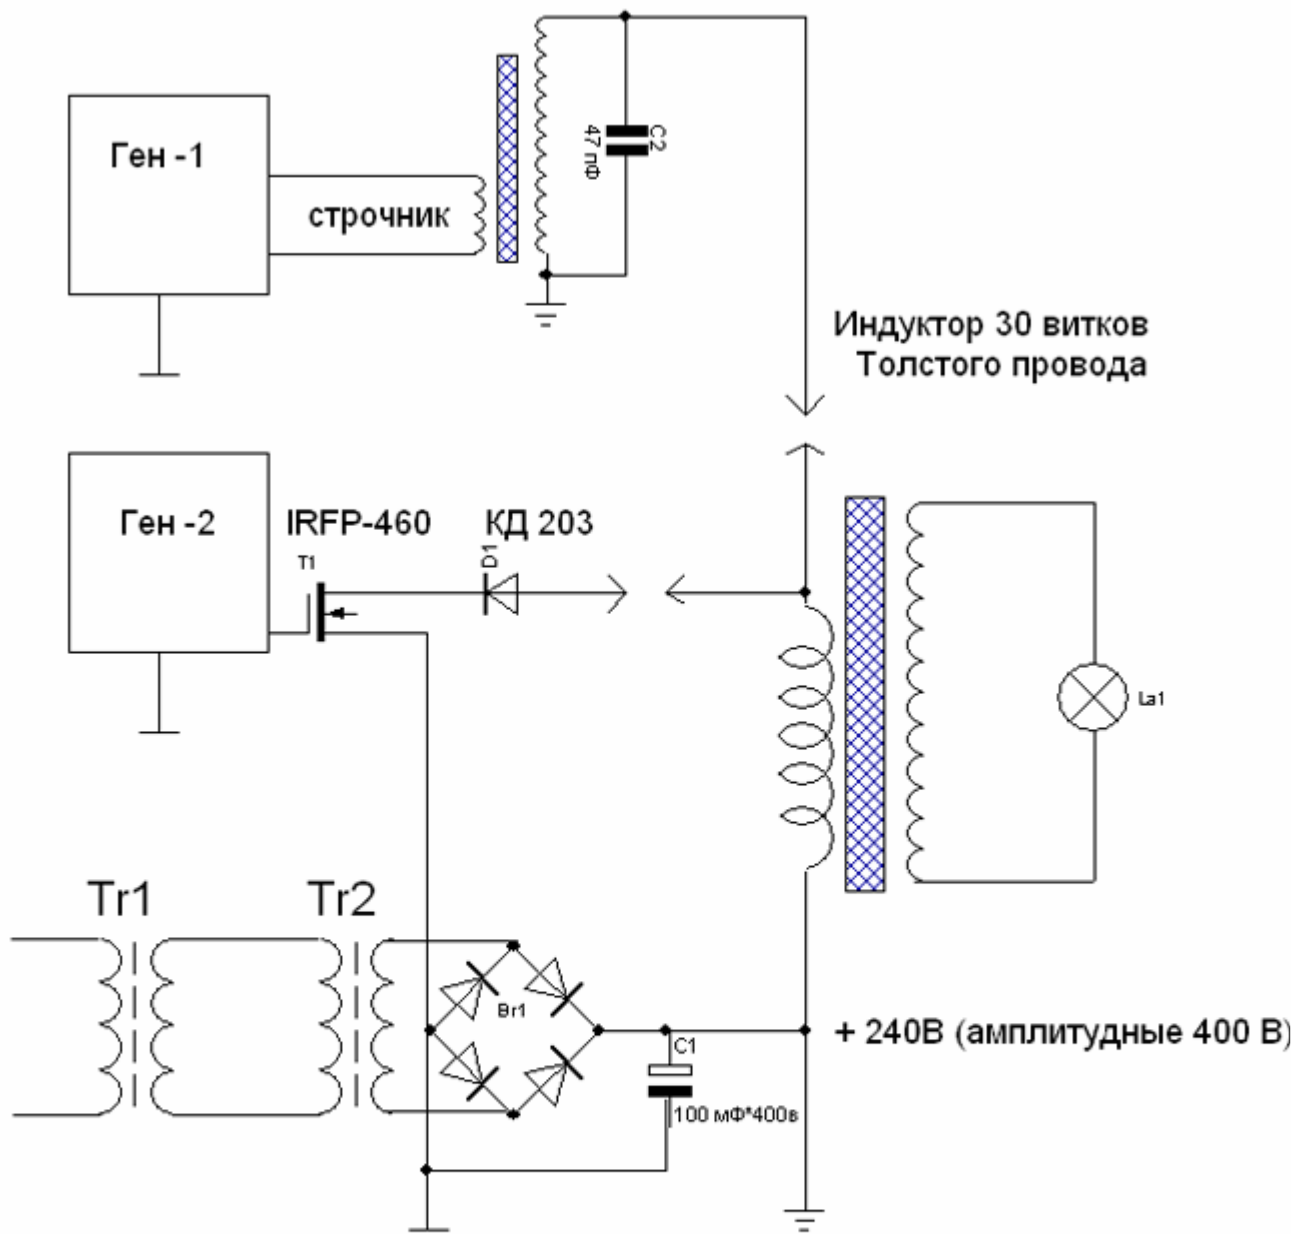 C2
47 пФ
Ген -1
строчник
Индуктор 30 витков
Толстого провода
Ген -2
IRFP-460
КД 203
T1
D1
La1
Tr1
Tr2
Br1
+ 240В (амплитудные 400 В)
C1
100 мФ*400в